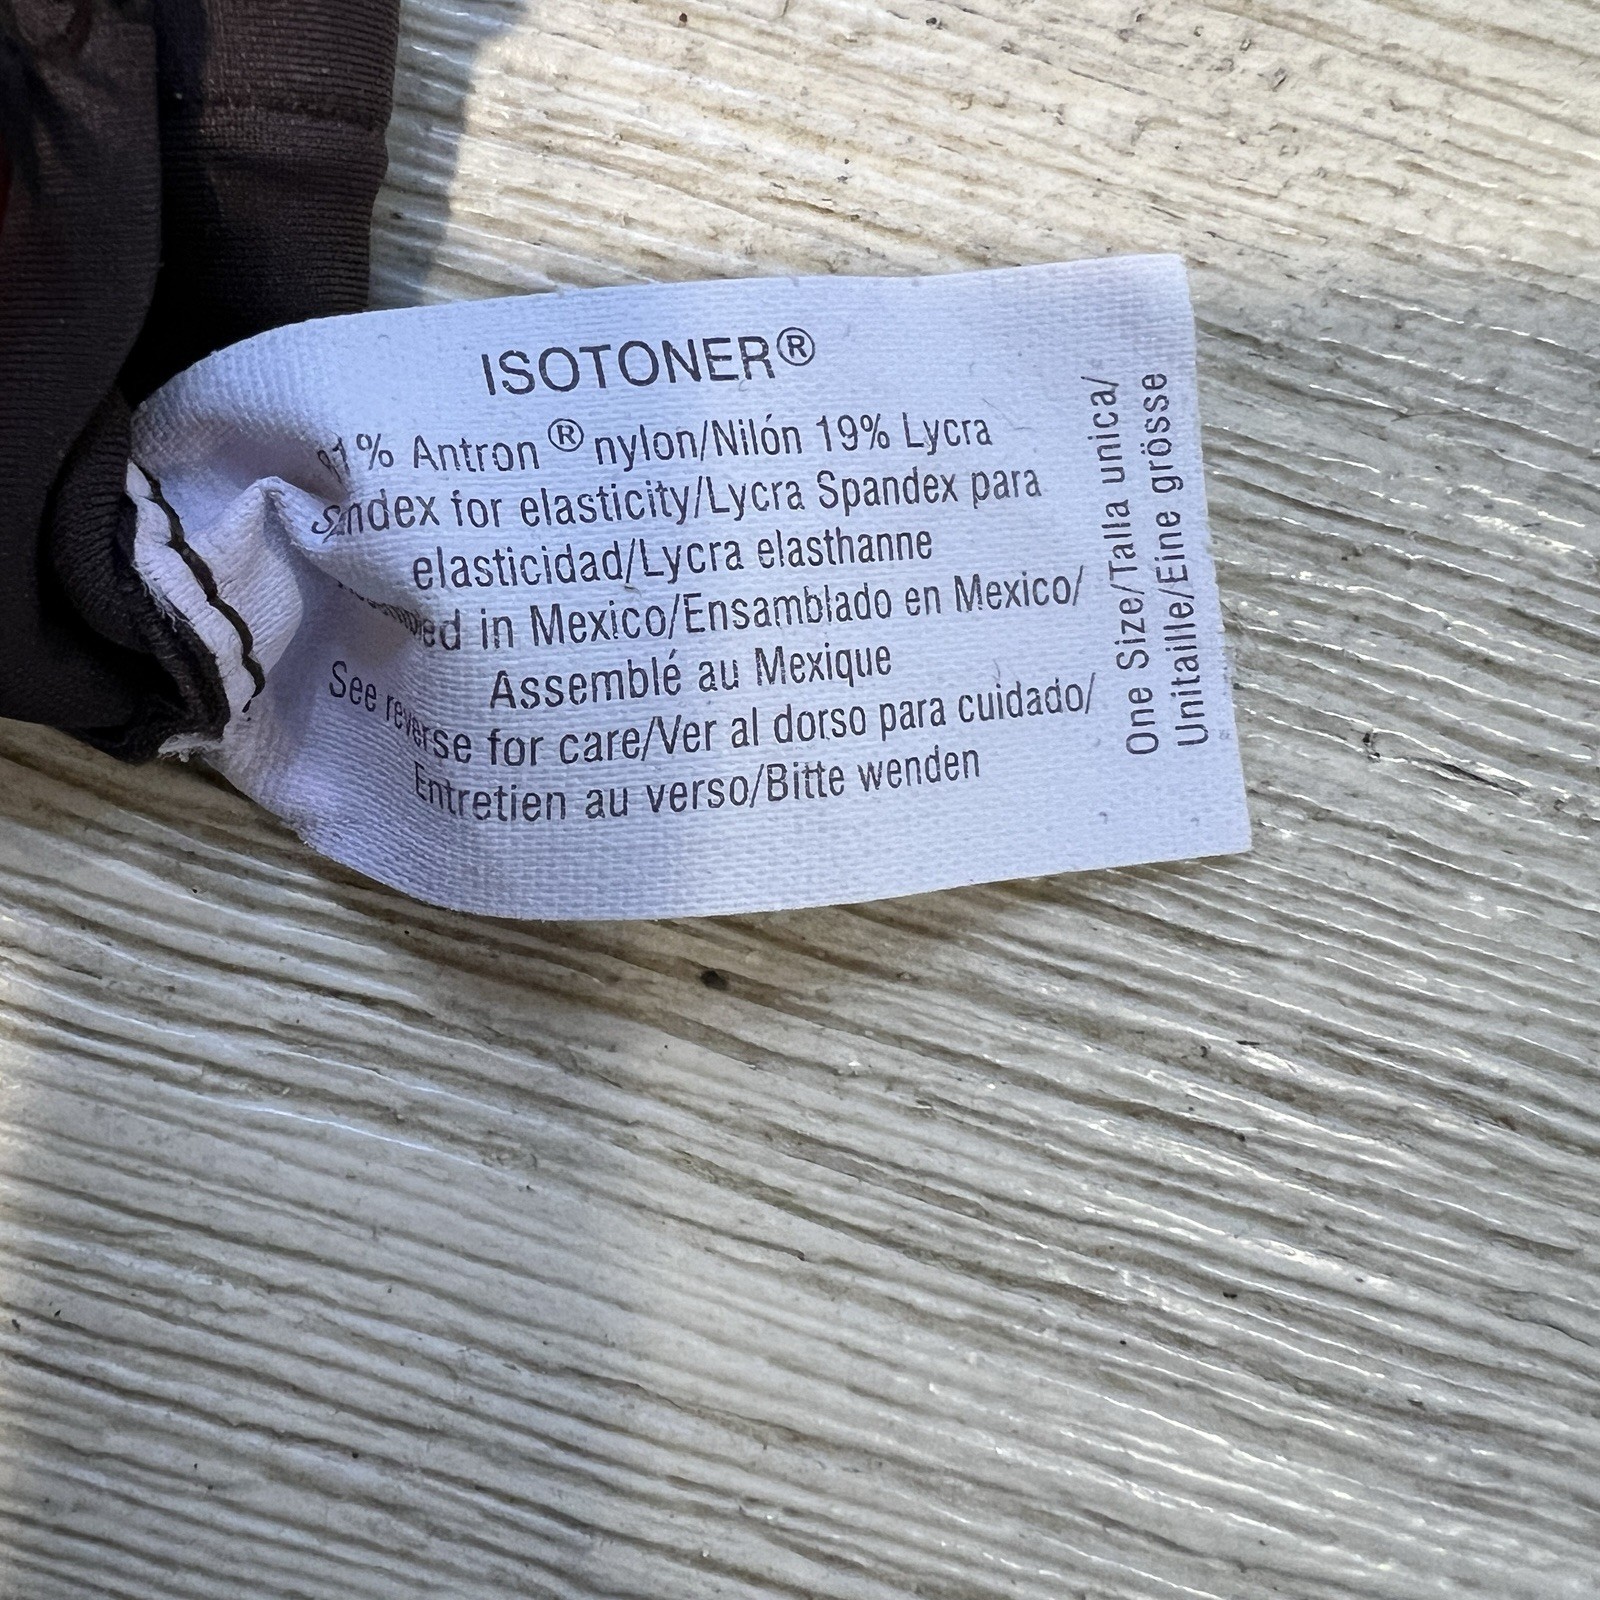 ISOTONER®
81% Antron® nylon/Nilón 19% Lycra
for elasticity/Lycra Spandex para
elasticidad/Lycra elasthanne
in Mexico/Ensamblado en Mexico/
Assemblé au Mexique
See reverse for care/Ver al dorso para cuidado/
Entretien au verso/Bitte wenden
One Size/Talla unica/
Unitaille/Eine grösse